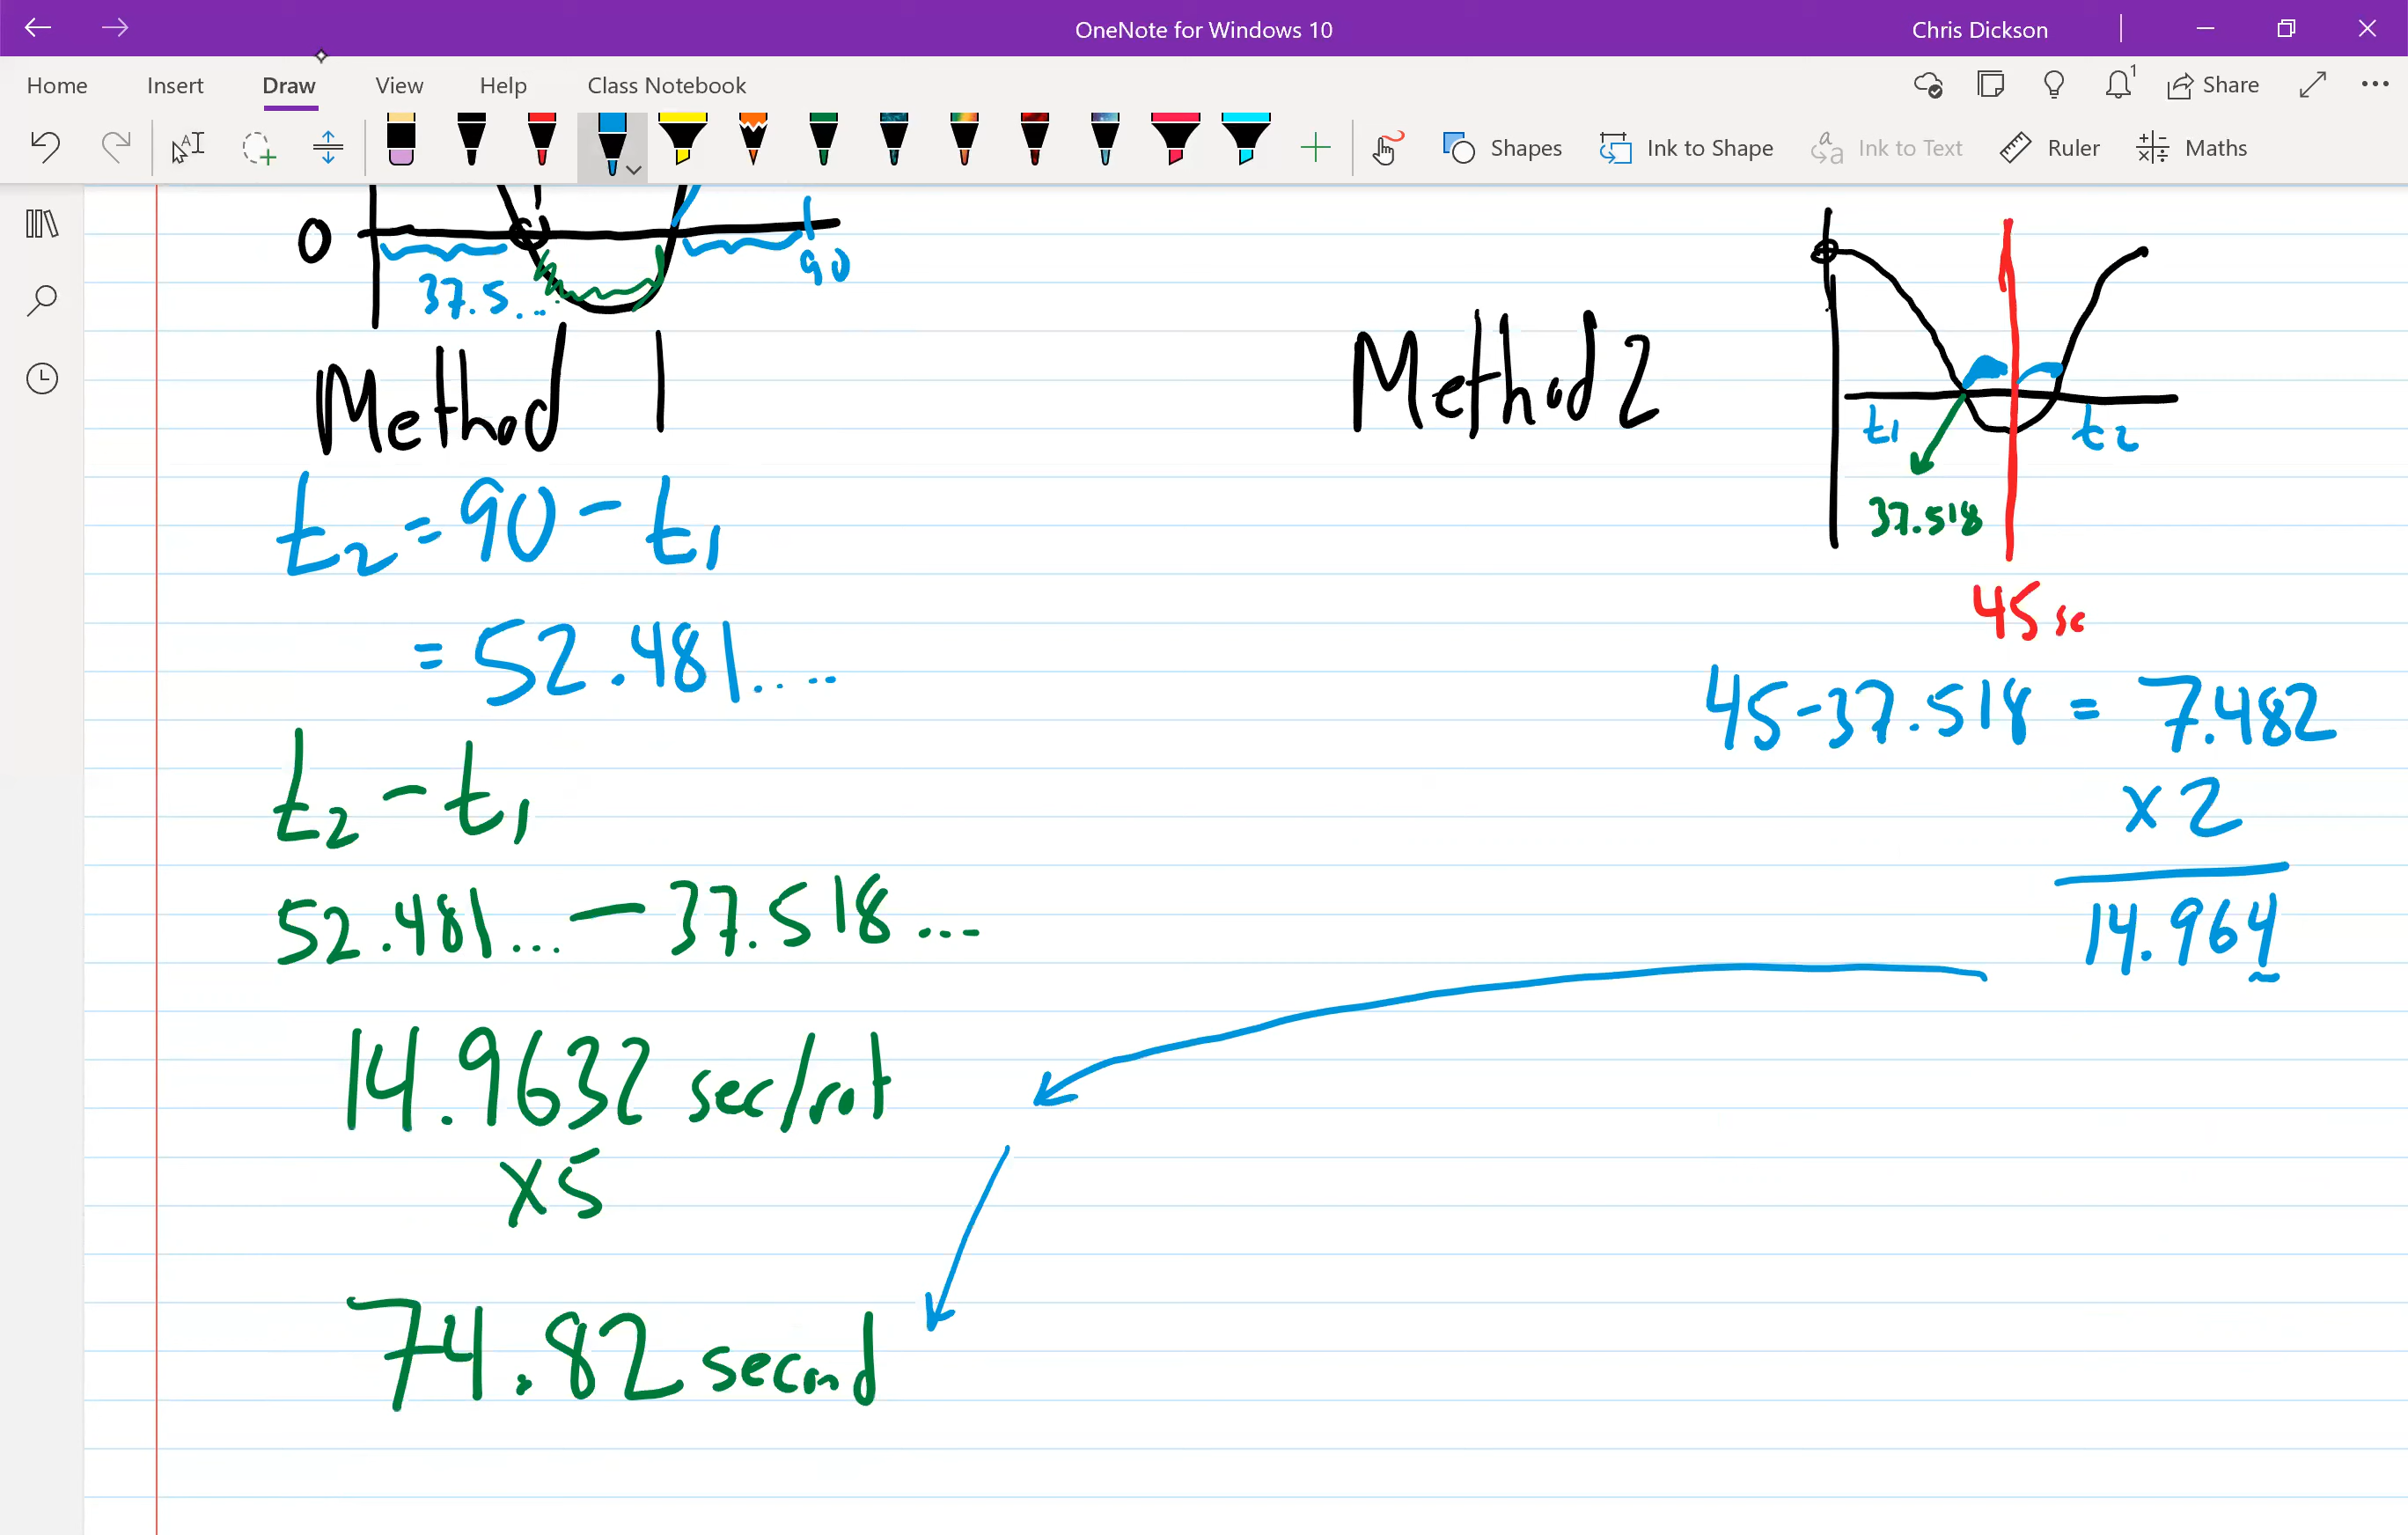 OneNote for Windows 10
Chris Dickson
Home Insert Draw View Help Class Notebook
1 Share
Shapes Ink to Shape Ink to Text Ruler Maths
0
90
37.5...
Method 1
t2 = 90 - t1
= 52.481.....
t2 - t1
52.481... - 37.518...
14.9632 sec/rot
x5
74.82 second
Method 2
t1 t2
37.518
45 sc
45-37.518 = 7.482
x2
14.964